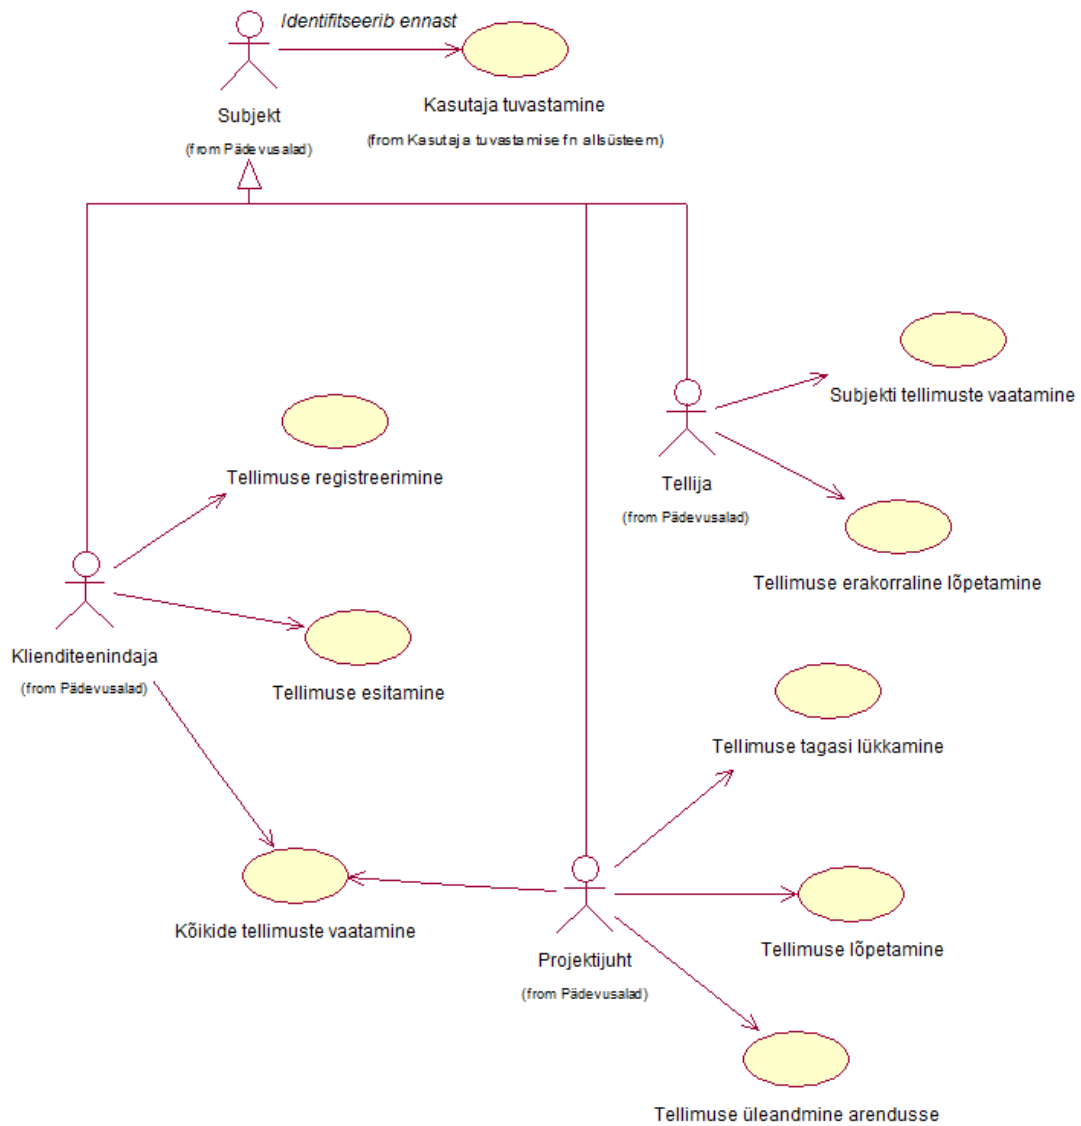 Identifitseerib ennast
Subjekt
(from Pädevusalad)
Kasutaja tuvastamine
(from Kasutaja tuvastamise fn allsüsteem)
Subjekti tellimuste vaatamine
Tellimuse registreerimine
Tellija
(from Pädevusalad)
Tellimuse erakorraline lõpetamine
Klienditeenindaja
(from Pädevusalad)
Tellimuse esitamine
Tellimuse tagasi lükkamine
Kõikide tellimuste vaatamine
Projektijuht
(from Pädevusalad)
Tellimuse lõpetamine
Tellimuse üleandmine arendusse